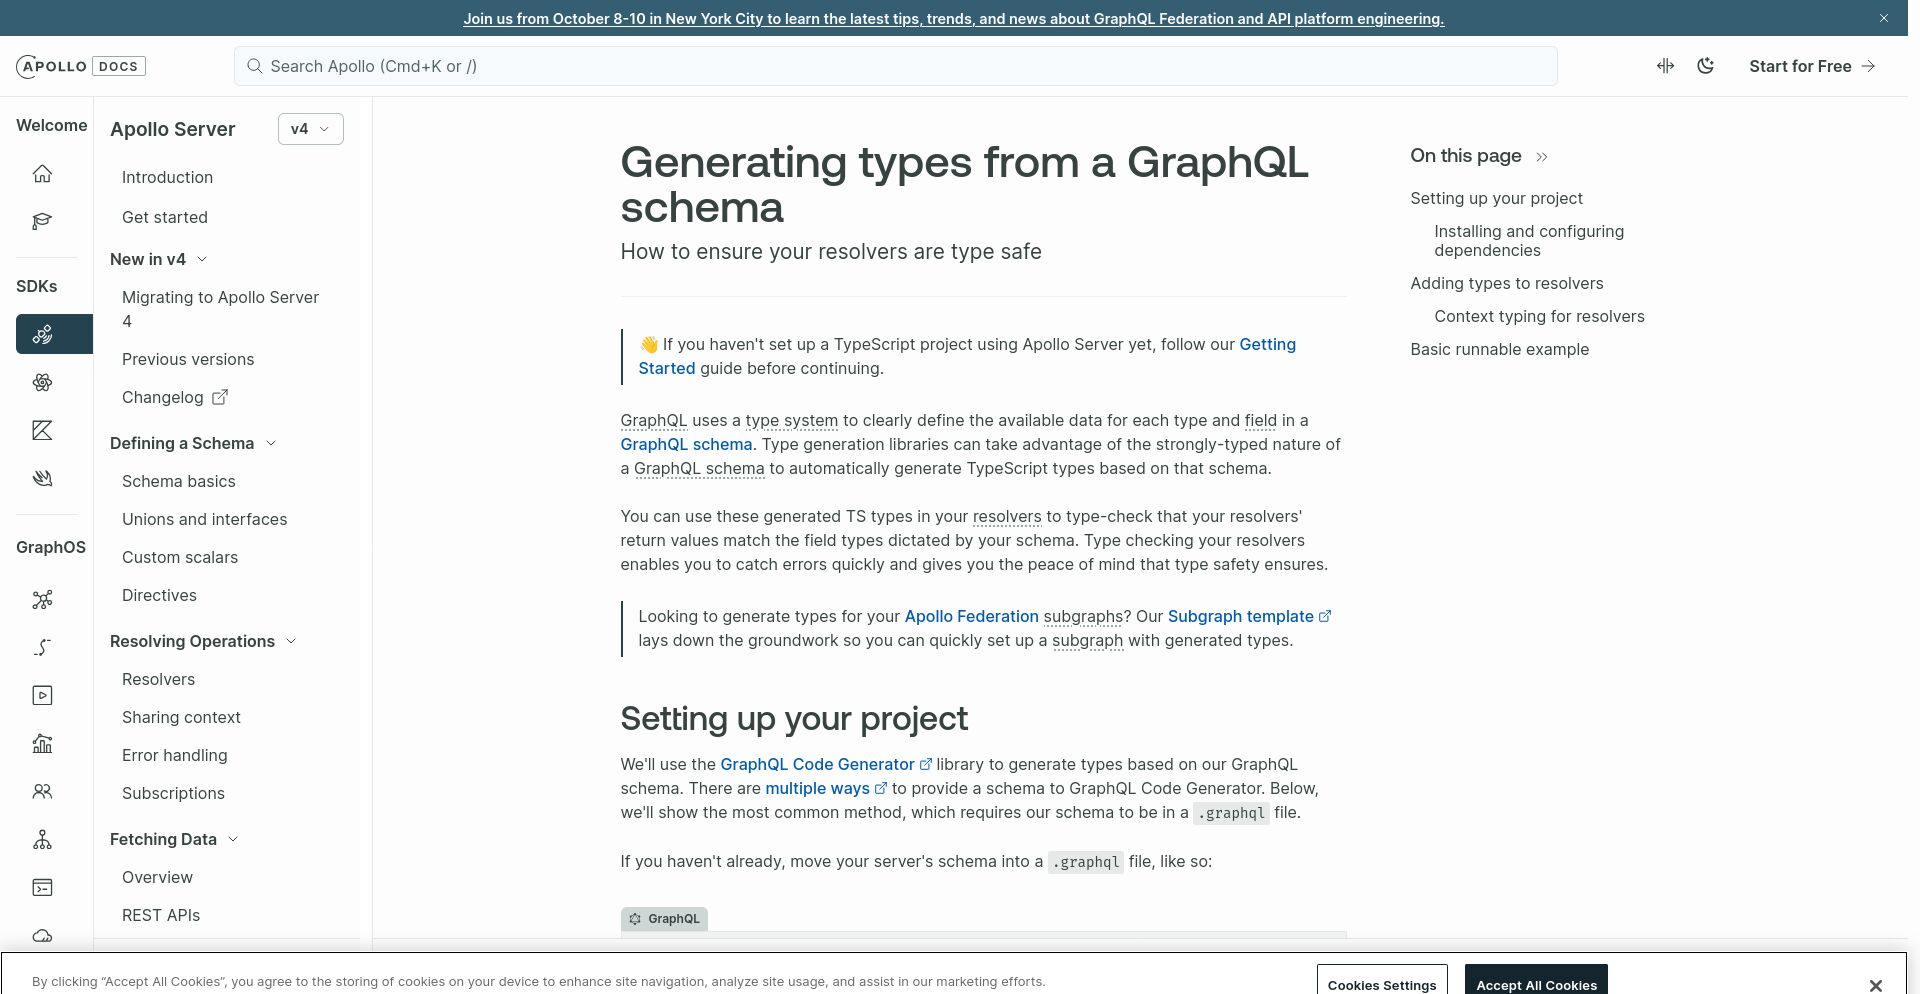 Join us from October 8-10 in New York City to learn the latest tips, trends, and news about GraphQL Federation and API platform engineering.
APOLLO DOCS
Search Apollo (Cmd+K or /)
Start for Free
Welcome
SDKs
GraphOS
Apollo Server
v4
Introduction
Get started
New in v4
Migrating to Apollo Server
4
Previous versions
Changelog
Defining a Schema
Schema basics
Unions and interfaces
Custom scalars
Directives
Resolving Operations
Resolvers
Sharing context
Error handling
Subscriptions
Fetching Data
Overview
REST APIs
Generating types from a GraphQL
schema
How to ensure your resolvers are type safe
👋 If you haven't set up a TypeScript project using Apollo Server yet, follow our Getting
Started guide before continuing.
GraphQL uses a type system to clearly define the available data for each type and field in a
GraphQL schema. Type generation libraries can take advantage of the strongly-typed nature of
a GraphQL schema to automatically generate TypeScript types based on that schema.
You can use these generated TS types in your resolvers to type-check that your resolvers'
return values match the field types dictated by your schema. Type checking your resolvers
enables you to catch errors quickly and gives you the peace of mind that type safety ensures.
Looking to generate types for your Apollo Federation subgraphs? Our Subgraph template
lays down the groundwork so you can quickly set up a subgraph with generated types.
Setting up your project
We'll use the GraphQL Code Generator library to generate types based on our GraphQL
schema. There are multiple ways to provide a schema to GraphQL Code Generator. Below,
we'll show the most common method, which requires our schema to be in a .graphql file.
If you haven't already, move your server's schema into a .graphql file, like so:
GraphQL
On this page
Setting up your project
Installing and configuring
dependencies
Adding types to resolvers
Context typing for resolvers
Basic runnable example
By clicking “Accept All Cookies”, you agree to the storing of cookies on your device to enhance site navigation, analyze site usage, and assist in our marketing efforts.
Cookies Settings
Accept All Cookies